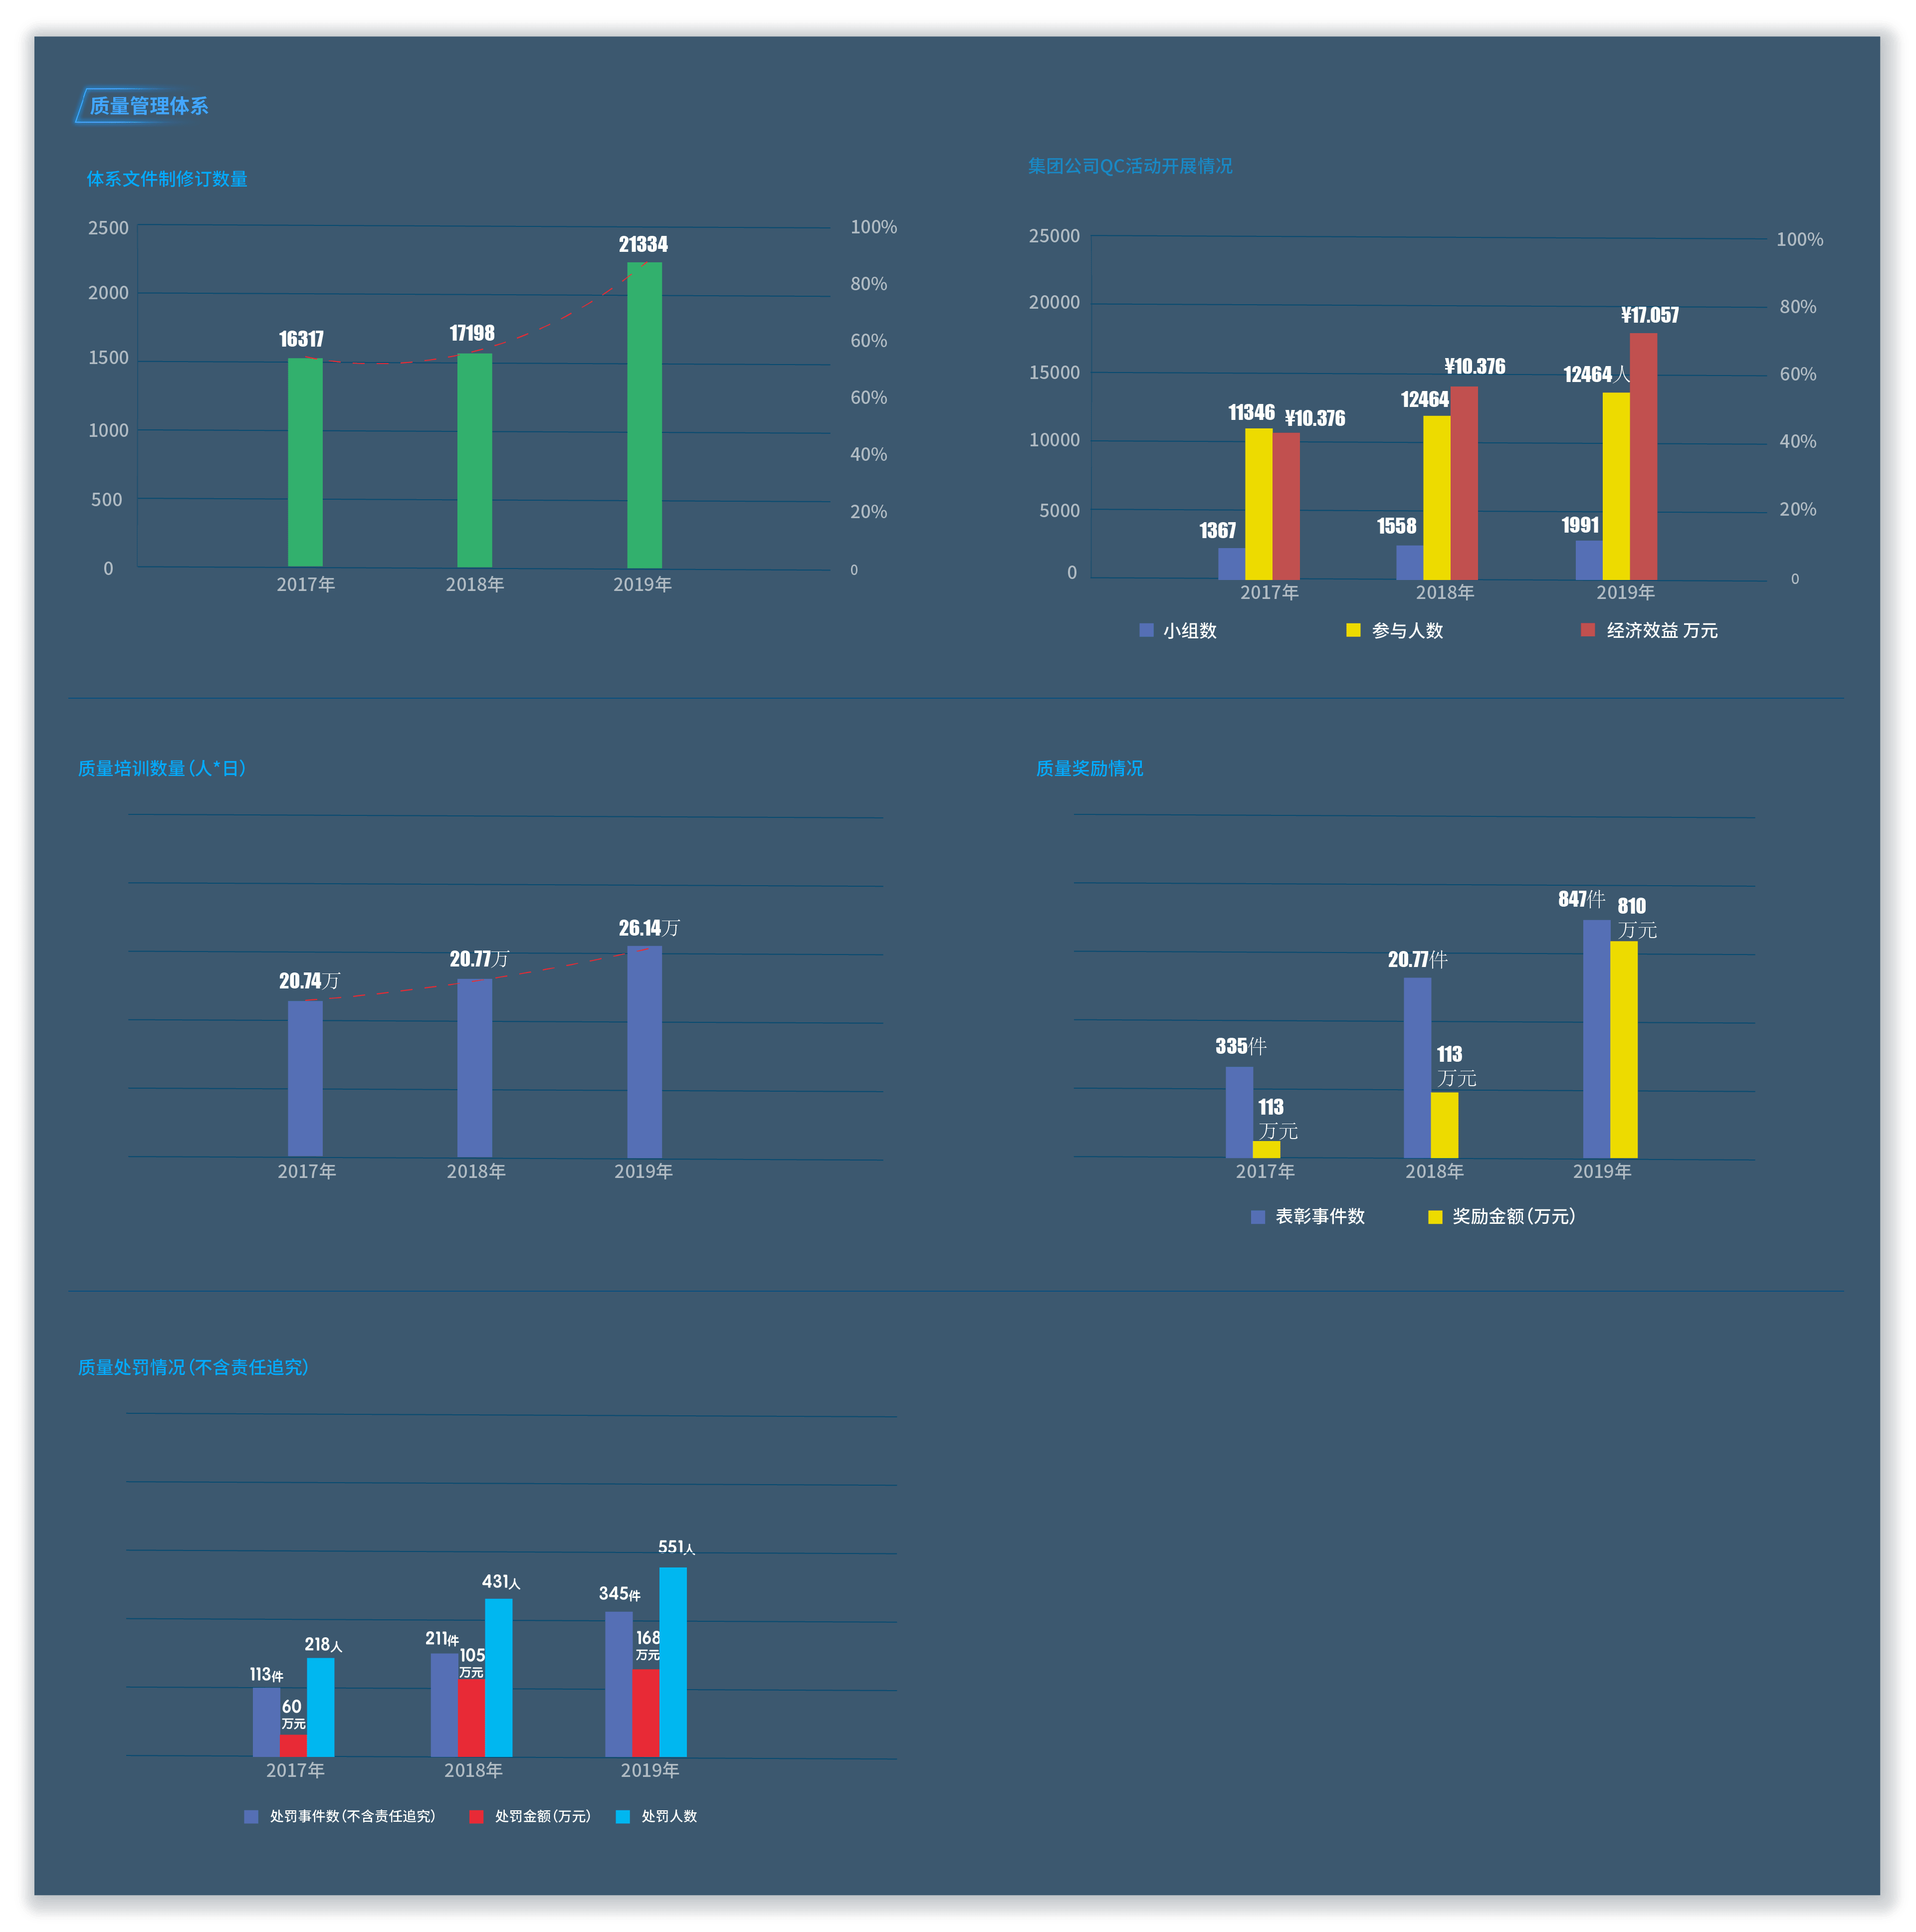 质量管理体系
体系文件制修订数量
2500
2000
1500
1000
500
0
100%
80%
60%
60%
40%
20%
0
16317
17198
21334
2017年
2018年
2019年
集团公司QC活动开展情况
25000
20000
15000
10000
5000
0
100%
80%
60%
40%
20%
0
1367
11346
¥10.376
1558
12464
¥10.376
1991
12464人
¥17.057
2017年
2018年
2019年
小组数
参与人数
经济效益 万元
质量培训数量(人*日)
20.74万
20.77万
26.14万
2017年
2018年
2019年
质量奖励情况
335件
113
万元
20.77件
113
万元
847件
810
万元
2017年
2018年
2019年
表彰事件数
奖励金额(万元)
质量处罚情况(不含责任追究)
113件
60
万元
218人
211件
105
万元
431人
345件
168
万元
551人
2017年
2018年
2019年
处罚事件数(不含责任追究)
处罚金额(万元)
处罚人数